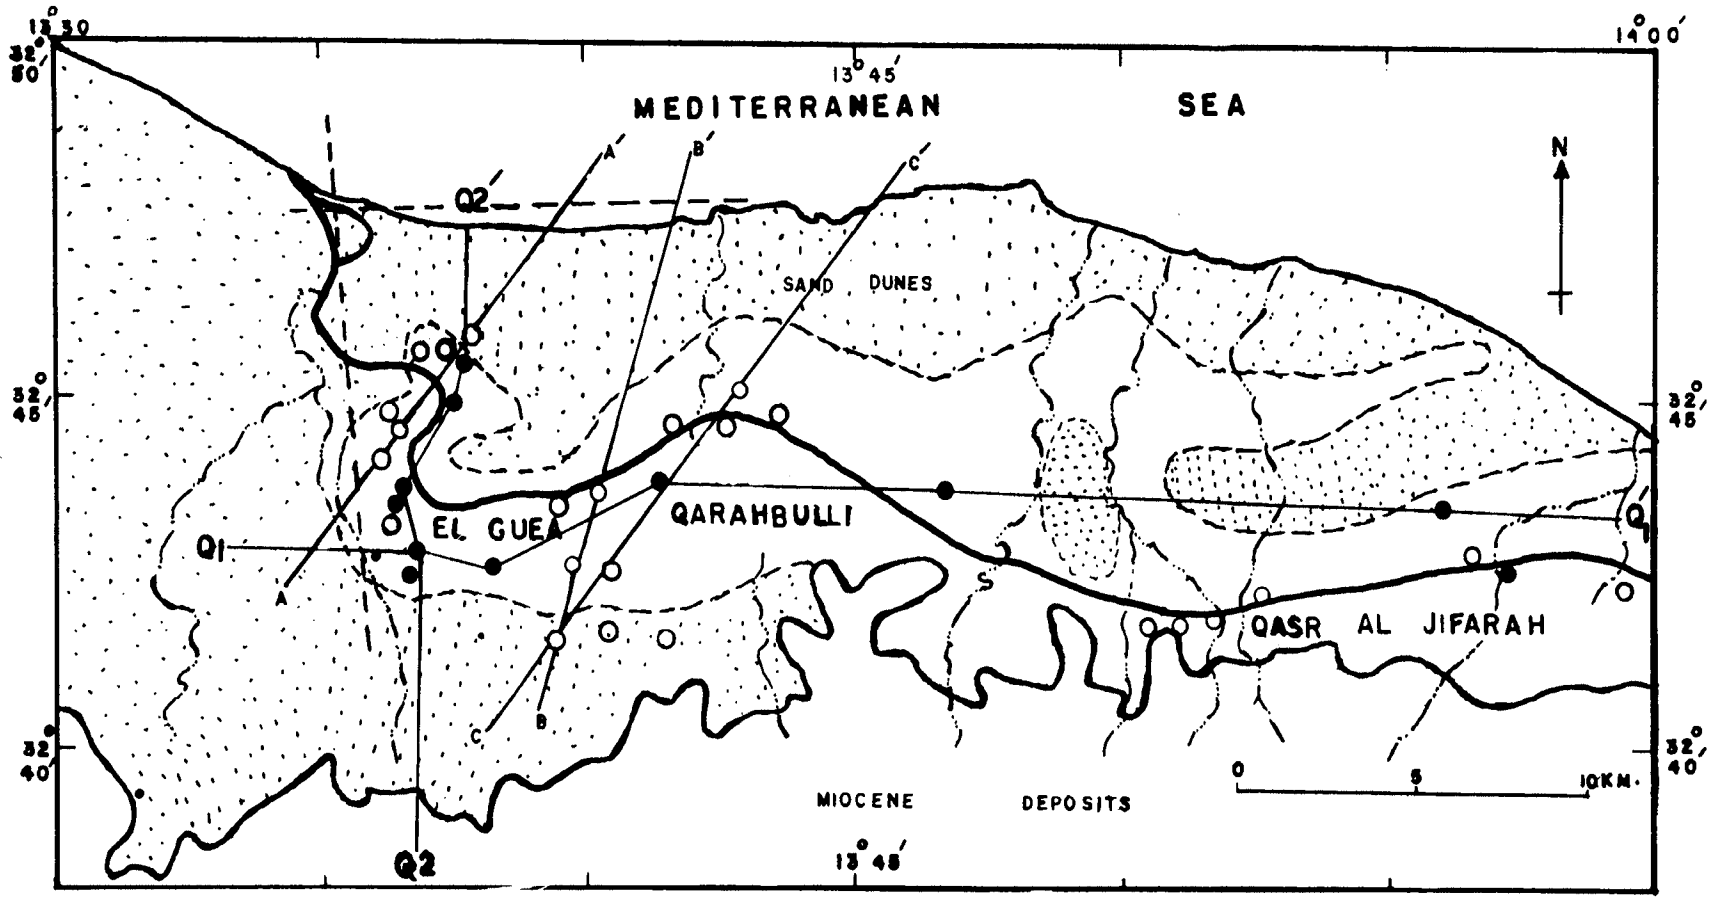 13°30
14°00′
32°
50′
13°45′
MEDITERRANEAN SEA
A′
B′
C′
N
Q2′
SAND DUNES
32°
45′
32°
45′
EL GUEA
QARAHBULLI
Q1
Q1′
S
A
QASR AL JIFARAH
B
C
32°
40′
32°
40′
0 5 10KM.
MIOCENE DEPOSITS
13°45′
Q2